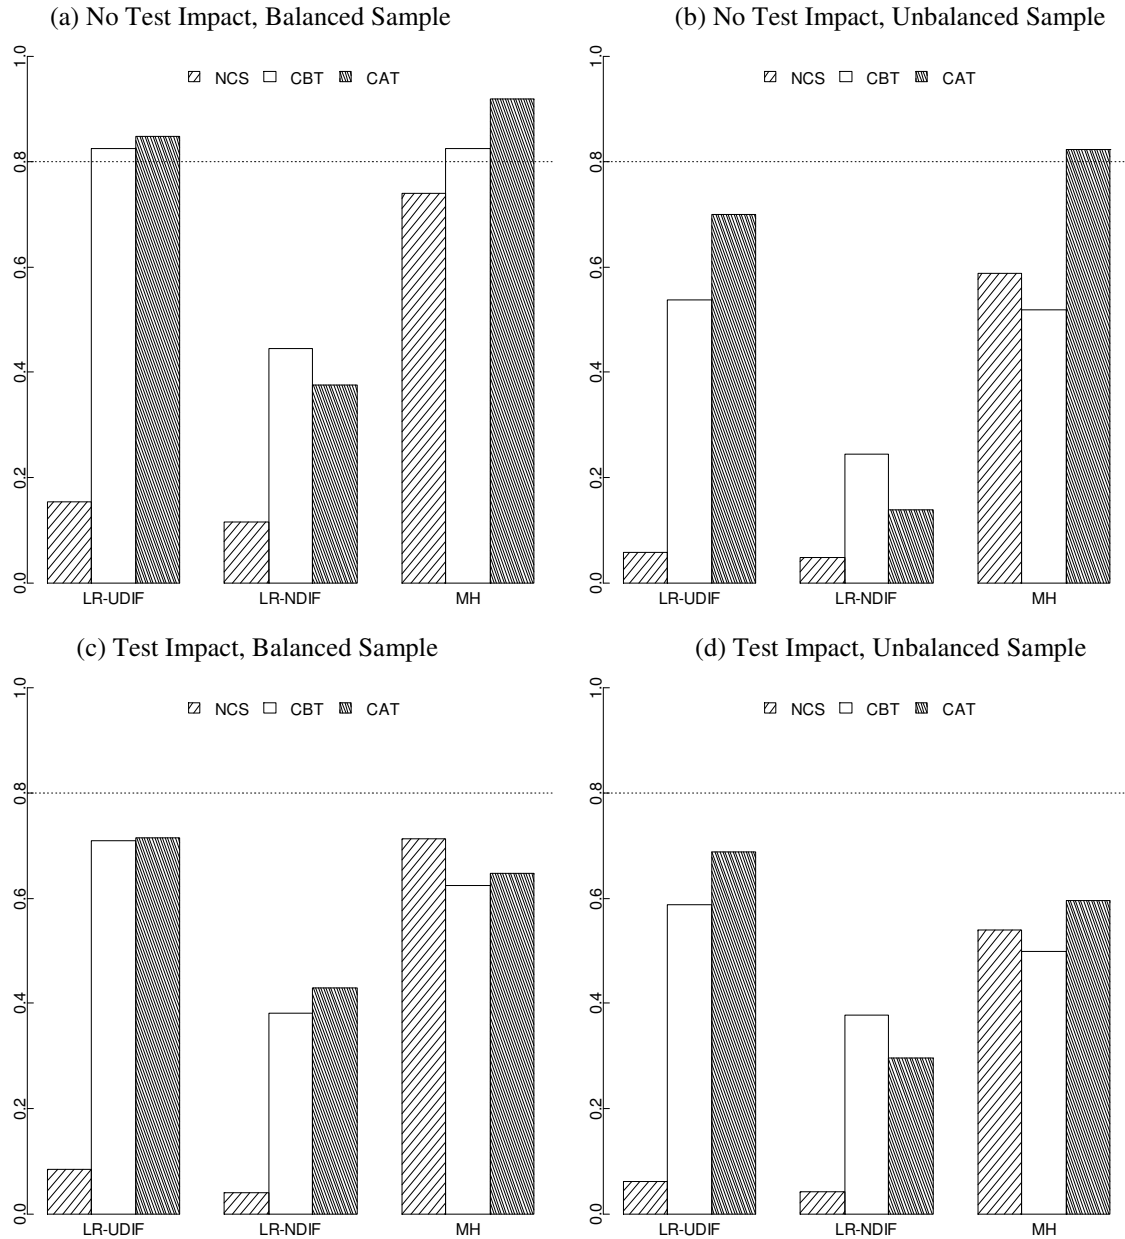 (a) No Test Impact, Balanced Sample
(b) No Test Impact, Unbalanced Sample
NCS CBT CAT
NCS CBT CAT
1.0
0.8
0.6
0.4
0.2
0.0
1.0
0.8
0.6
0.4
0.2
0.0
LR-UDIF LR-NDIF MH
LR-UDIF LR-NDIF MH
(c) Test Impact, Balanced Sample
(d) Test Impact, Unbalanced Sample
NCS CBT CAT
NCS CBT CAT
1.0
0.8
0.6
0.4
0.2
0.0
1.0
0.8
0.6
0.4
0.2
0.0
LR-UDIF LR-NDIF MH
LR-UDIF LR-NDIF MH